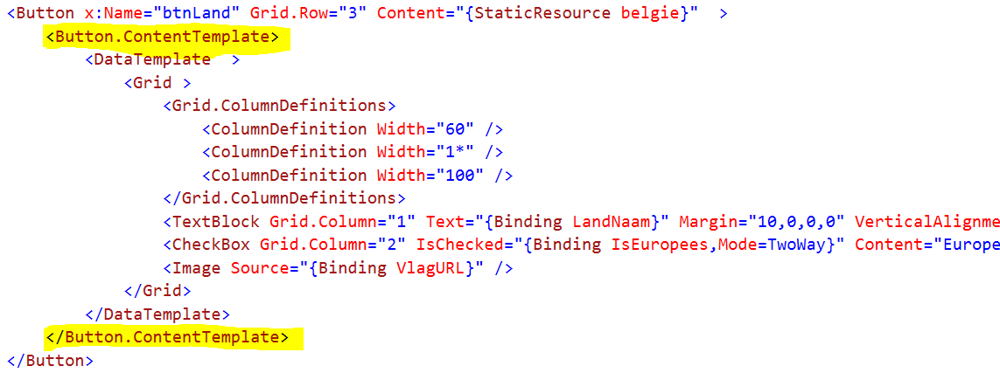 <Button x:Name="btnLand" Grid.Row="3" Content="{StaticResource belgie}"  >
    <Button.ContentTemplate>
        <DataTemplate  >
            <Grid >
                <Grid.ColumnDefinitions>
                    <ColumnDefinition Width="60" />
                    <ColumnDefinition Width="1*" />
                    <ColumnDefinition Width="100" />
                </Grid.ColumnDefinitions>
                <TextBlock Grid.Column="1" Text="{Binding LandNaam}" Margin="10,0,0,0" VerticalAlignme
                <CheckBox Grid.Column="2" IsChecked="{Binding IsEuropees,Mode=TwoWay}" Content="Europe
                <Image Source="{Binding VlagURL}" />
            </Grid>
        </DataTemplate>
    </Button.ContentTemplate>
</Button>